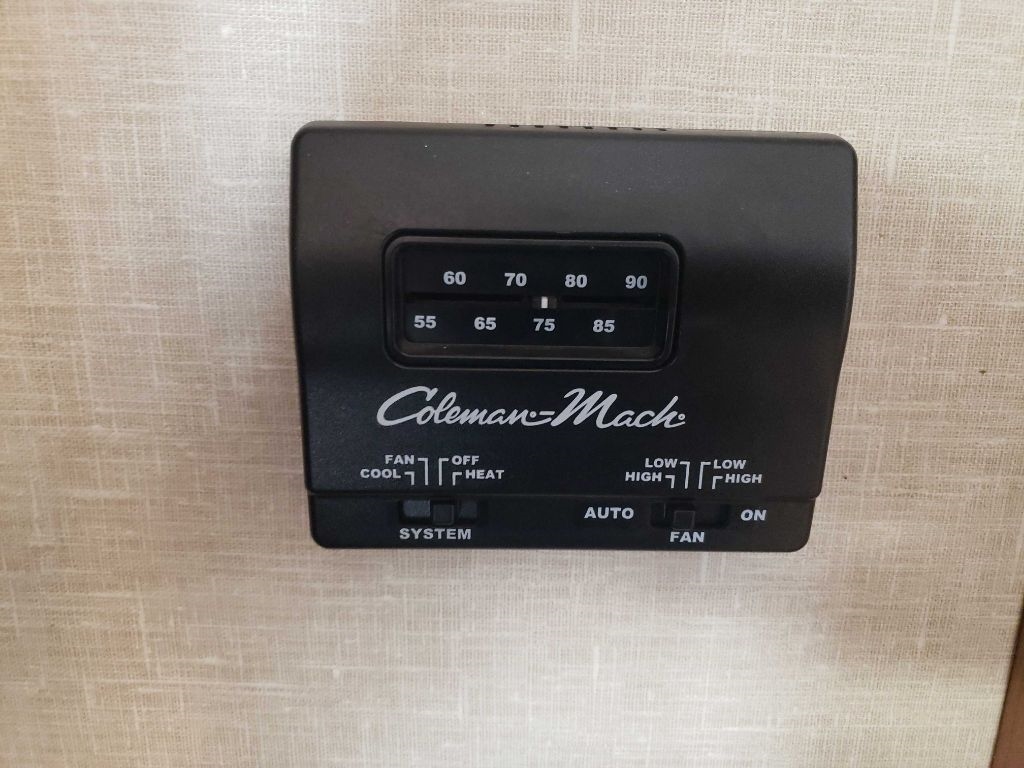 60 70 80 90
55 65 75 85
Coleman-Mach
FAN OFF
COOL HEAT
LOW LOW
HIGH HIGH
AUTO ON
SYSTEM
FAN